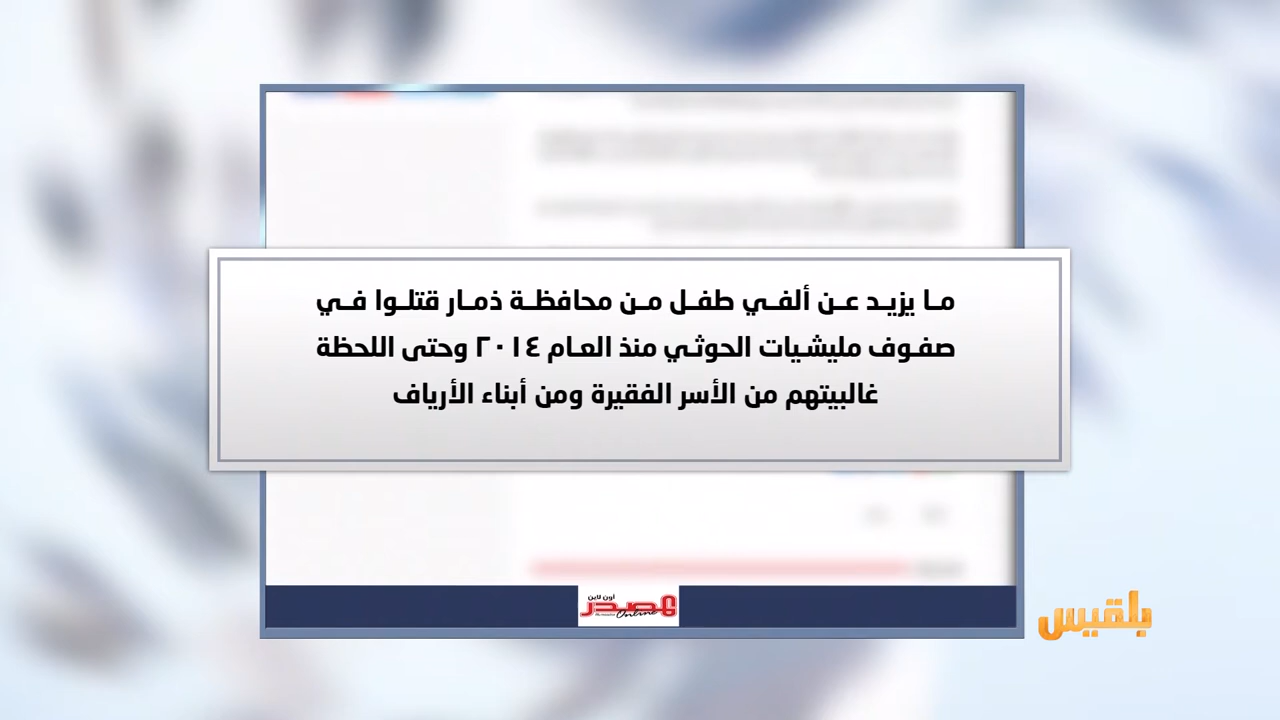 ما يزيد عن ألفي طفل من محافظة ذمار قتلوا في
صفوف مليشيات الحوثي منذ العام ٢٠١٤ وحتى اللحظة
غالبيتهم من الأسر الفقيرة ومن أبناء الأرياف
أون لاين
المصدر
Online
بلقيس